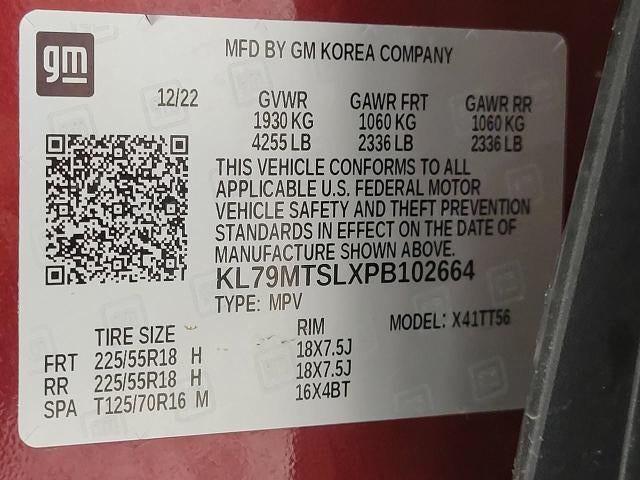 gm
MFD BY GM KOREA COMPANY
12/22 GVWR GAWR FRT GAWR RR
1930 KG 1060 KG 1060 KG
4255 LB 2336 LB 2336 LB
THIS VEHICLE CONFORMS TO ALL
APPLICABLE U.S. FEDERAL MOTOR
VEHICLE SAFETY AND THEFT PREVENTION
STANDARDS IN EFFECT ON THE DATE OF
MANUFACTURE SHOWN ABOVE.
KL79MTSLXPB102664
TYPE: MPV
TIRE SIZE RIM MODEL: X41TT56
FRT 225/55R18 H 18X7.5J
RR 225/55R18 H 18X7.5J
SPA T125/70R16 M 16X4BT